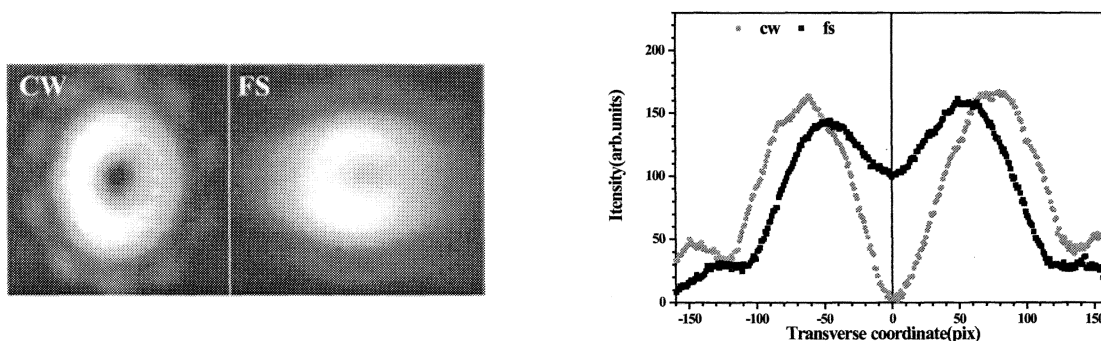 CW
FS
cw fs
Itensity(arb.units)
200
150
100
50
0
-150 -100 -50 0 50 100 150
Transverse coordinate(pix)